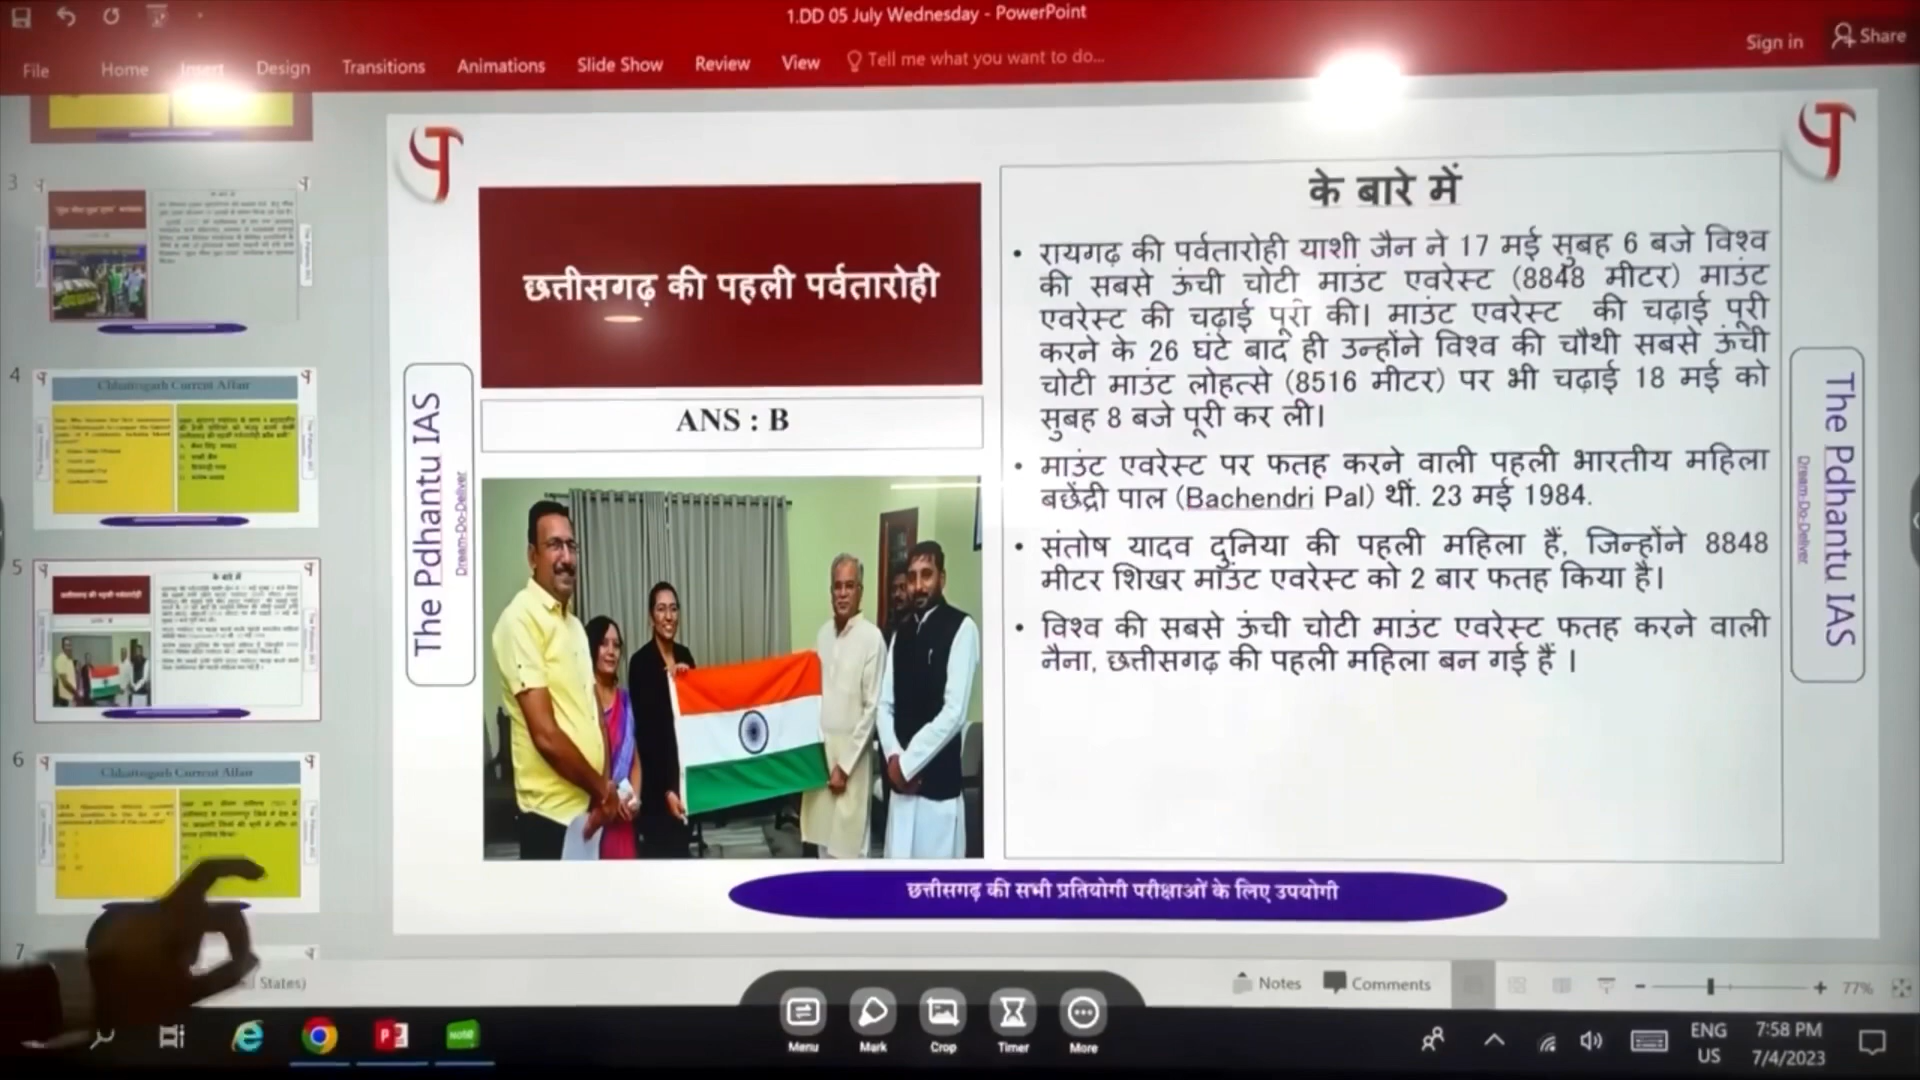 1.DD 05 July Wednesday - PowerPoint
Sign in
Share
File Home Insert Design Transitions Animations Slide Show Review View Tell me what you want to do...
3
4
Chhattisgarh Current Affair
5
6
Chhattisgarh Current Affair
7
The Pdhantu IAS
Dream-Do-Deliver
छत्तीसगढ़ की पहली पर्वतारोही
ANS : B
के बारे में
• रायगढ़ की पर्वतारोही याशी जैन ने 17 मई सुबह 6 बजे विश्व
की सबसे ऊंची चोटी माउंट एवरेस्ट (8848 मीटर) माउंट
एवरेस्ट की चढ़ाई पूरी की। माउंट एवरेस्ट की चढ़ाई पूरी
करने के 26 घंटे बाद ही उन्होंने विश्व की चौथी सबसे ऊंची
चोटी माउंट लोहत्से (8516 मीटर) पर भी चढ़ाई 18 मई को
सुबह 8 बजे पूरी कर ली।
• माउंट एवरेस्ट पर फतह करने वाली पहली भारतीय महिला
बछेंद्री पाल (Bachendri Pal) थीं. 23 मई 1984.
• संतोष यादव दुनिया की पहली महिला हैं, जिन्होंने 8848
मीटर शिखर माउंट एवरेस्ट को 2 बार फतह किया है।
• विश्व की सबसे ऊंची चोटी माउंट एवरेस्ट फतह करने वाली
नैना, छत्तीसगढ़ की पहली महिला बन गई हैं ।
The Pdhantu IAS
Dream-Do-Deliver
छत्तीसगढ़ की सभी प्रतियोगी परीक्षाओं के लिए उपयोगी
States)
Notes
Comments
77%
Menu Mark Crop Timer More
NOTE
ENG
US
7:58 PM
7/4/2023